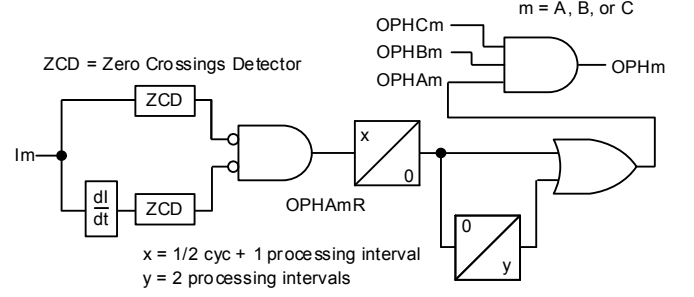 m = A, B, or C
OPHCm
OPHBm
OPHAm
OPHm
ZCD = Zero Crossings Detector
ZCD
Im
dI
dt
ZCD
x
0
OPHAmR
0
y
x = 1/2 cyc + 1 processing interval
y = 2 processing intervals